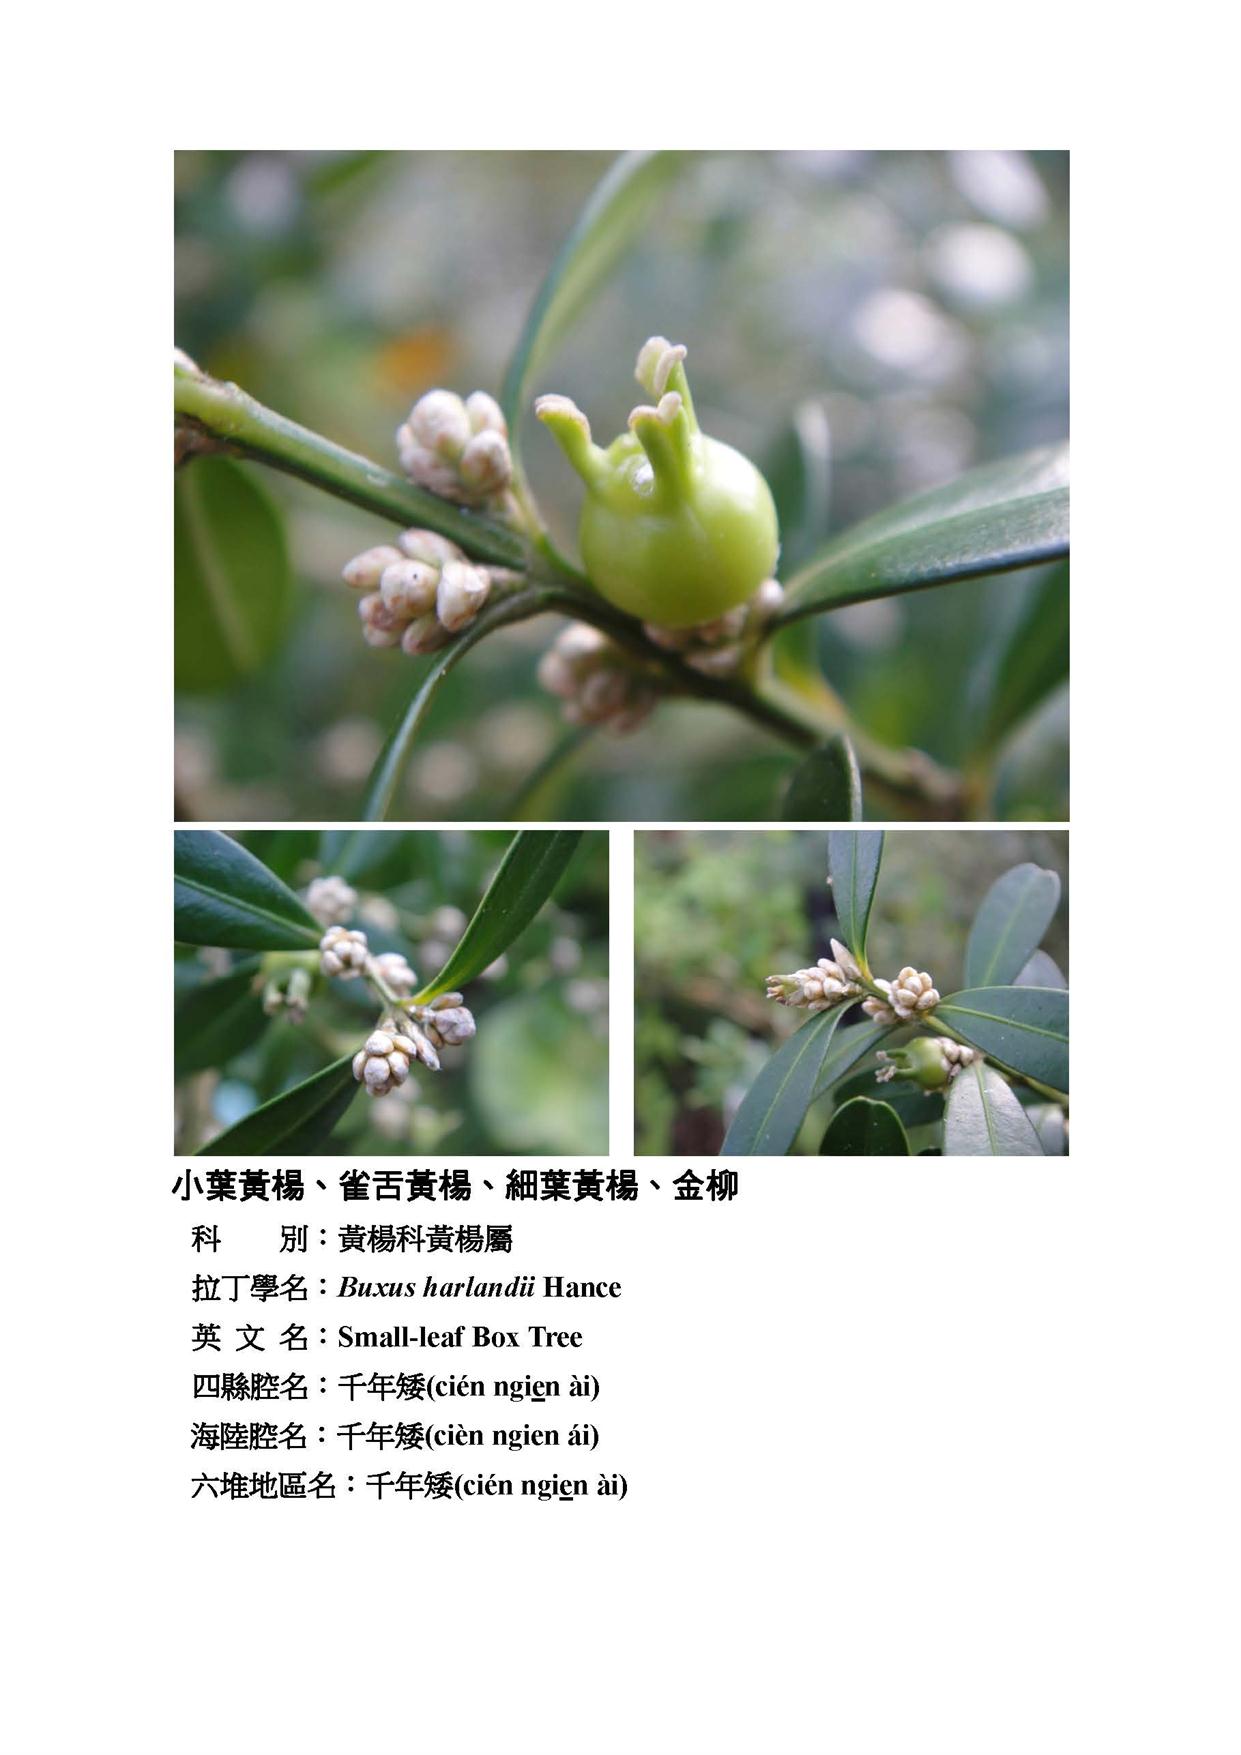 小葉黃楊、雀舌黃楊、細葉黃楊、金柳
科　　別：黃楊科黃楊屬
拉丁學名：Buxus harlandii Hance
英 文 名：Small-leaf Box Tree
四縣腔名：千年矮(cién ngien ài)
海陸腔名：千年矮(cièn ngien ái)
六堆地區名：千年矮(cién ngien ài)